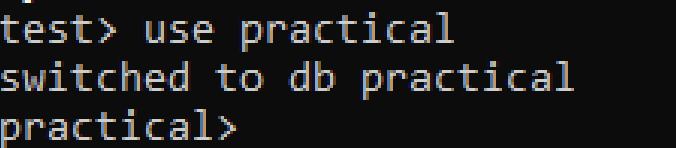 test> use practical
switched to db practical
practical>